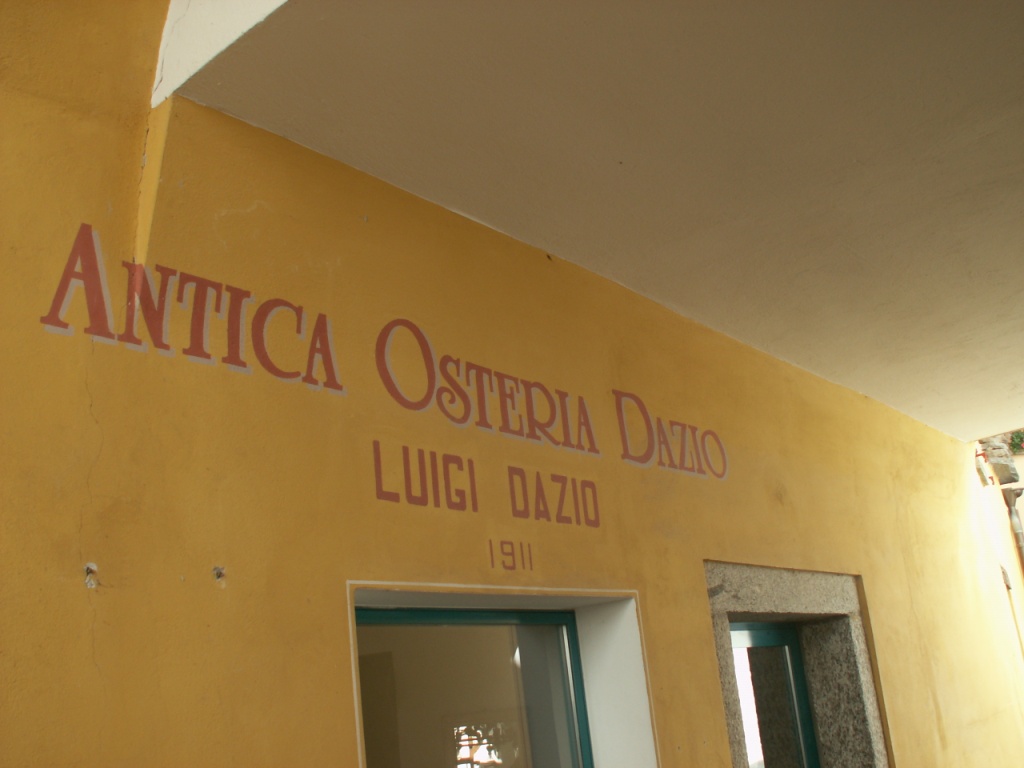 ANTICA OSTERIA DAZIO
LUIGI DAZIO
1911